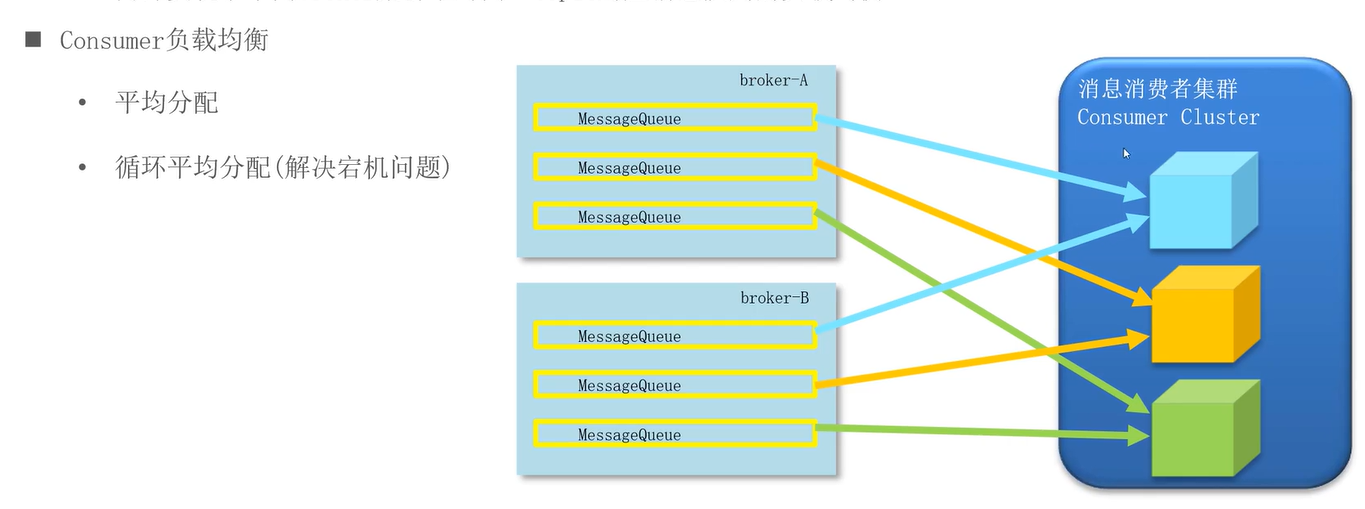 Consumer负载均衡
平均分配
循环平均分配(解决宕机问题)
broker-A
MessageQueue
MessageQueue
MessageQueue
broker-B
MessageQueue
MessageQueue
MessageQueue
消息消费者集群
Consumer Cluster